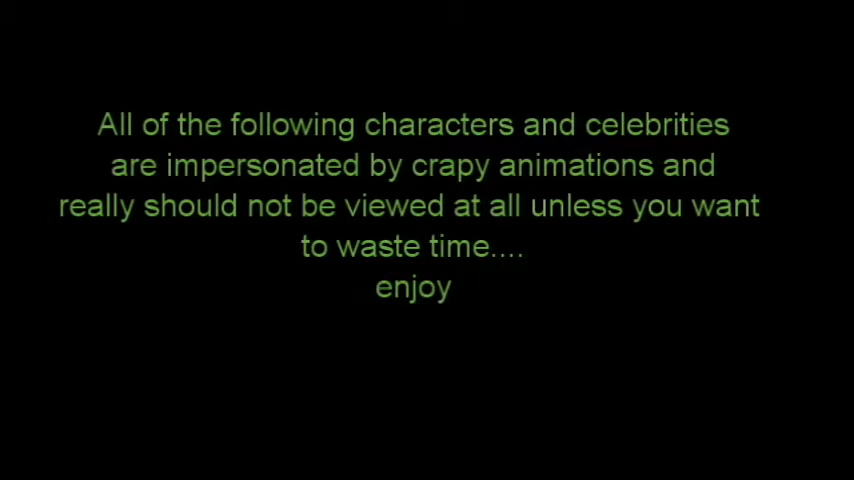 All of the following characters and celebrities
are impersonated by crapy animations and
really should not be viewed at all unless you want
to waste time....
enjoy